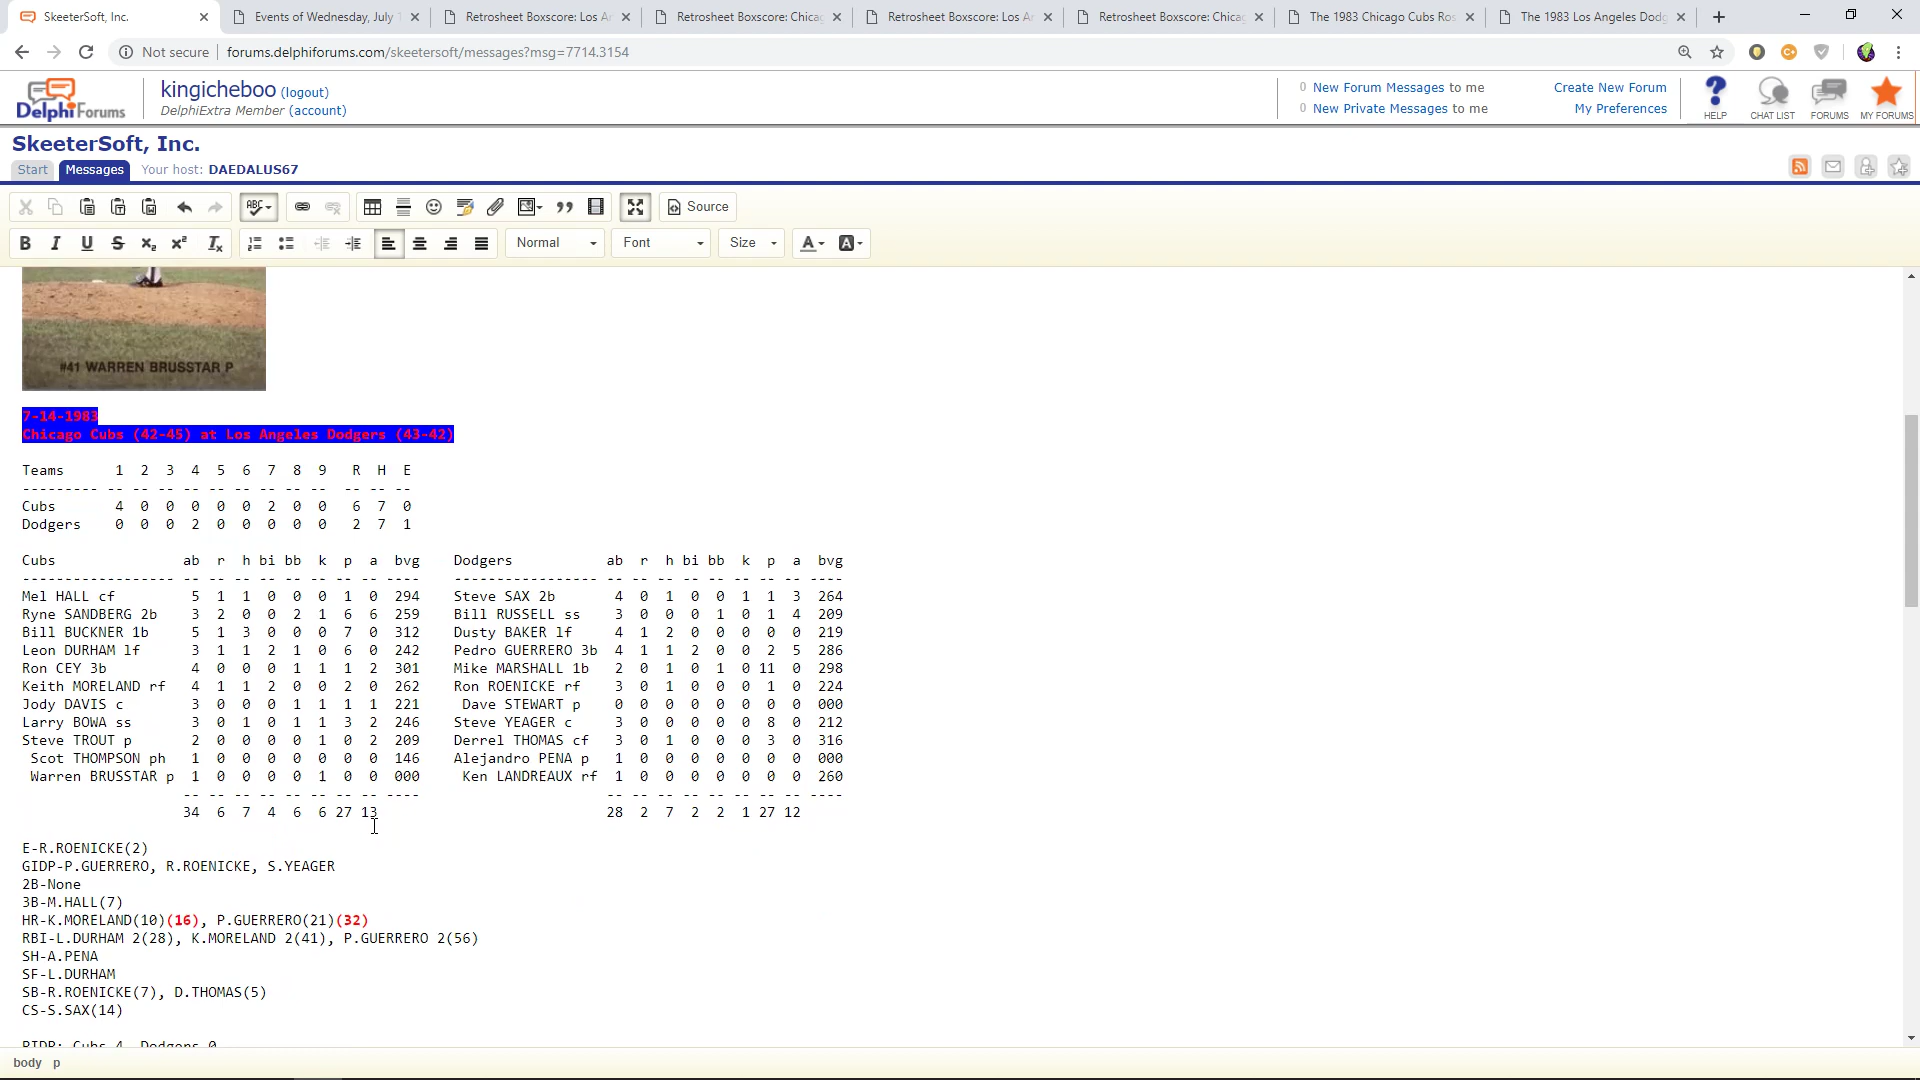 SkeeterSoft, Inc.
Events of Wednesday, July 1
Retrosheet Boxscore: Los An
Retrosheet Boxscore: Chicag
Retrosheet Boxscore: Los An
Retrosheet Boxscore: Chicag
The 1983 Chicago Cubs Ros
The 1983 Los Angeles Dodg
Not secure forums.delphiforums.com/skeetersoft/messages?msg=7714.3154
DelphiForums
kingicheboo (logout)
DelphiExtra Member (account)
0 New Forum Messages to me
0 New Private Messages to me
Create New Forum
My Preferences
HELP
CHAT LIST
FORUMS
MY FORUMS
SkeeterSoft, Inc.
Start Messages Your host: DAEDALUS67
ABC
Source
B I U S x₂ x² Tx
Normal Font Size A A
#41 WARREN BRUSSTAR P
7-14-1983
Chicago Cubs (42-45) at Los Angeles Dodgers (43-42)
Teams 1 2 3 4 5 6 7 8 9 R H E
--------- -- -- -- -- -- -- -- -- -- -- -- --
Cubs 4 0 0 0 0 0 2 0 0 6 7 0
Dodgers 0 0 0 2 0 0 0 0 0 2 7 1
Cubs ab r h bi bb k p a bvg Dodgers ab r h bi bb k p a bvg
------------------ -- -- -- -- -- -- -- -- ---- ----------------- -- -- -- -- -- -- -- -- ----
Mel HALL cf 5 1 1 0 0 0 1 0 294 Steve SAX 2b 4 0 1 0 0 1 1 3 264
Ryne SANDBERG 2b 3 2 0 0 2 1 6 6 259 Bill RUSSELL ss 3 0 0 0 1 0 1 4 209
Bill BUCKNER 1b 5 1 3 0 0 0 7 0 312 Dusty BAKER lf 4 1 2 0 0 0 0 0 219
Leon DURHAM lf 3 1 1 2 1 0 6 0 242 Pedro GUERRERO 3b 4 1 1 2 0 0 2 5 286
Ron CEY 3b 4 0 0 0 1 1 1 2 301 Mike MARSHALL 1b 2 0 1 0 1 0 11 0 298
Keith MORELAND rf 4 1 1 2 0 0 2 0 262 Ron ROENICKE rf 3 0 1 0 0 0 1 0 224
Jody DAVIS c 3 0 0 0 1 1 1 1 221 Dave STEWART p 0 0 0 0 0 0 0 0 000
Larry BOWA ss 3 0 1 0 1 1 3 2 246 Steve YEAGER c 3 0 0 0 0 0 8 0 212
Steve TROUT p 2 0 0 0 0 1 0 2 209 Derrel THOMAS cf 3 0 1 0 0 0 3 0 316
Scot THOMPSON ph 1 0 0 0 0 0 0 0 146 Alejandro PENA p 1 0 0 0 0 0 0 0 000
Warren BRUSSTAR p 1 0 0 0 0 1 0 0 000 Ken LANDREAUX rf 1 0 0 0 0 0 0 0 260
-- -- -- -- -- -- -- -- ---- -- -- -- -- -- -- -- -- ----
34 6 7 4 6 6 27 13 28 2 7 2 2 1 27 12
E-R.ROENICKE(2)
GIDP-P.GUERRERO, R.ROENICKE, S.YEAGER
2B-None
3B-M.HALL(7)
HR-K.MORELAND(10)(16), P.GUERRERO(21)(32)
RBI-L.DURHAM 2(28), K.MORELAND 2(41), P.GUERRERO 2(56)
SH-A.PENA
SF-L.DURHAM
SB-R.ROENICKE(7), D.THOMAS(5)
CS-S.SAX(14)
RIDP: Cubs 4, Dodgers 0
body p